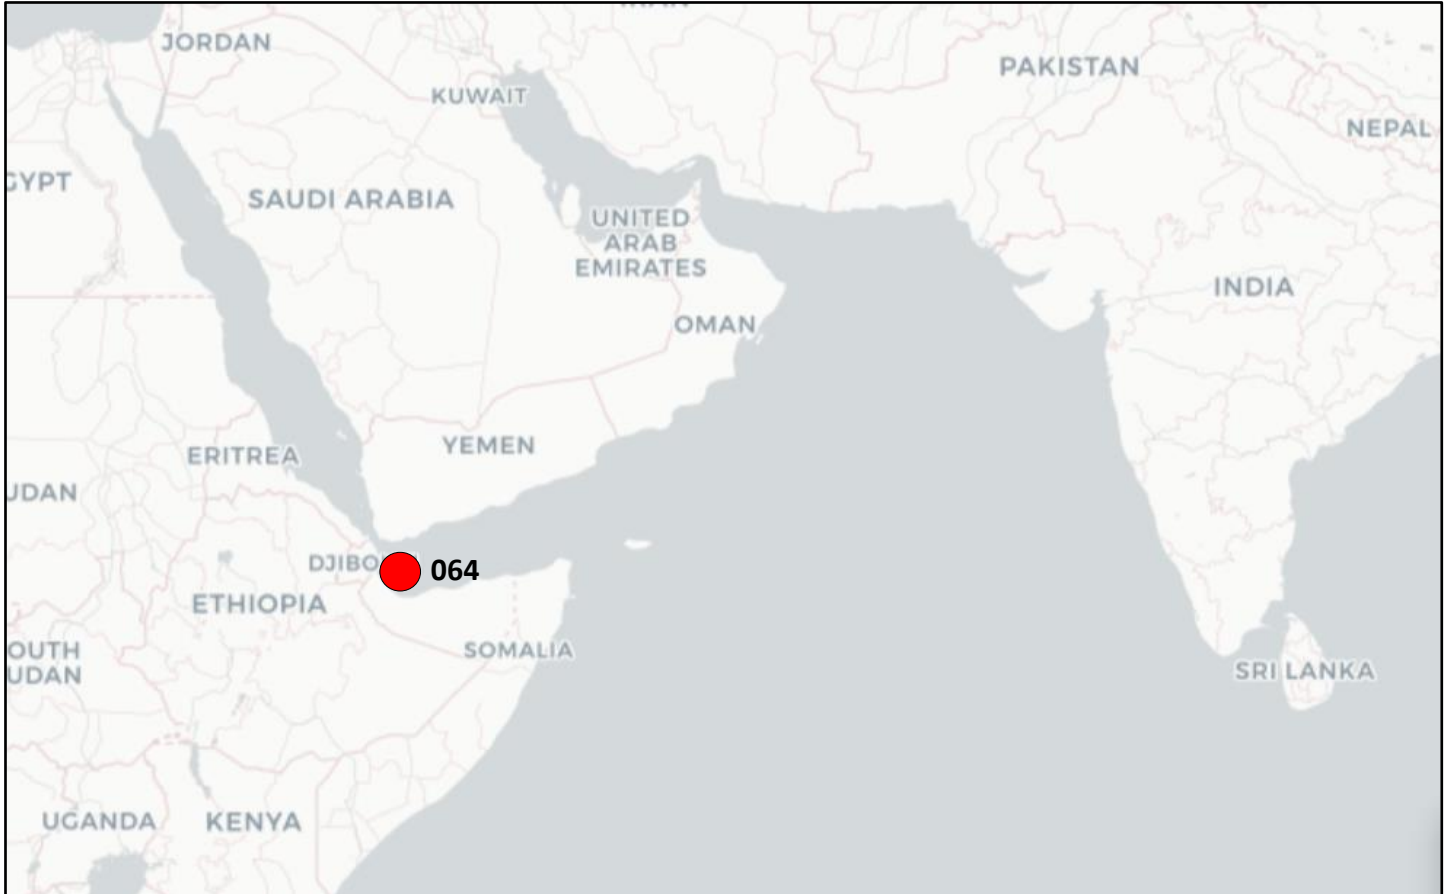 JORDAN
PAKISTAN
KUWAIT
NEPAL
GYPT
SAUDI ARABIA
UNITED
ARAB
EMIRATES
INDIA
OMAN
ERITREA
YEMEN
UDAN
DJIBO
064
ETHIOPIA
OUTH
UDAN
SOMALIA
SRI LANKA
UGANDA
KENYA